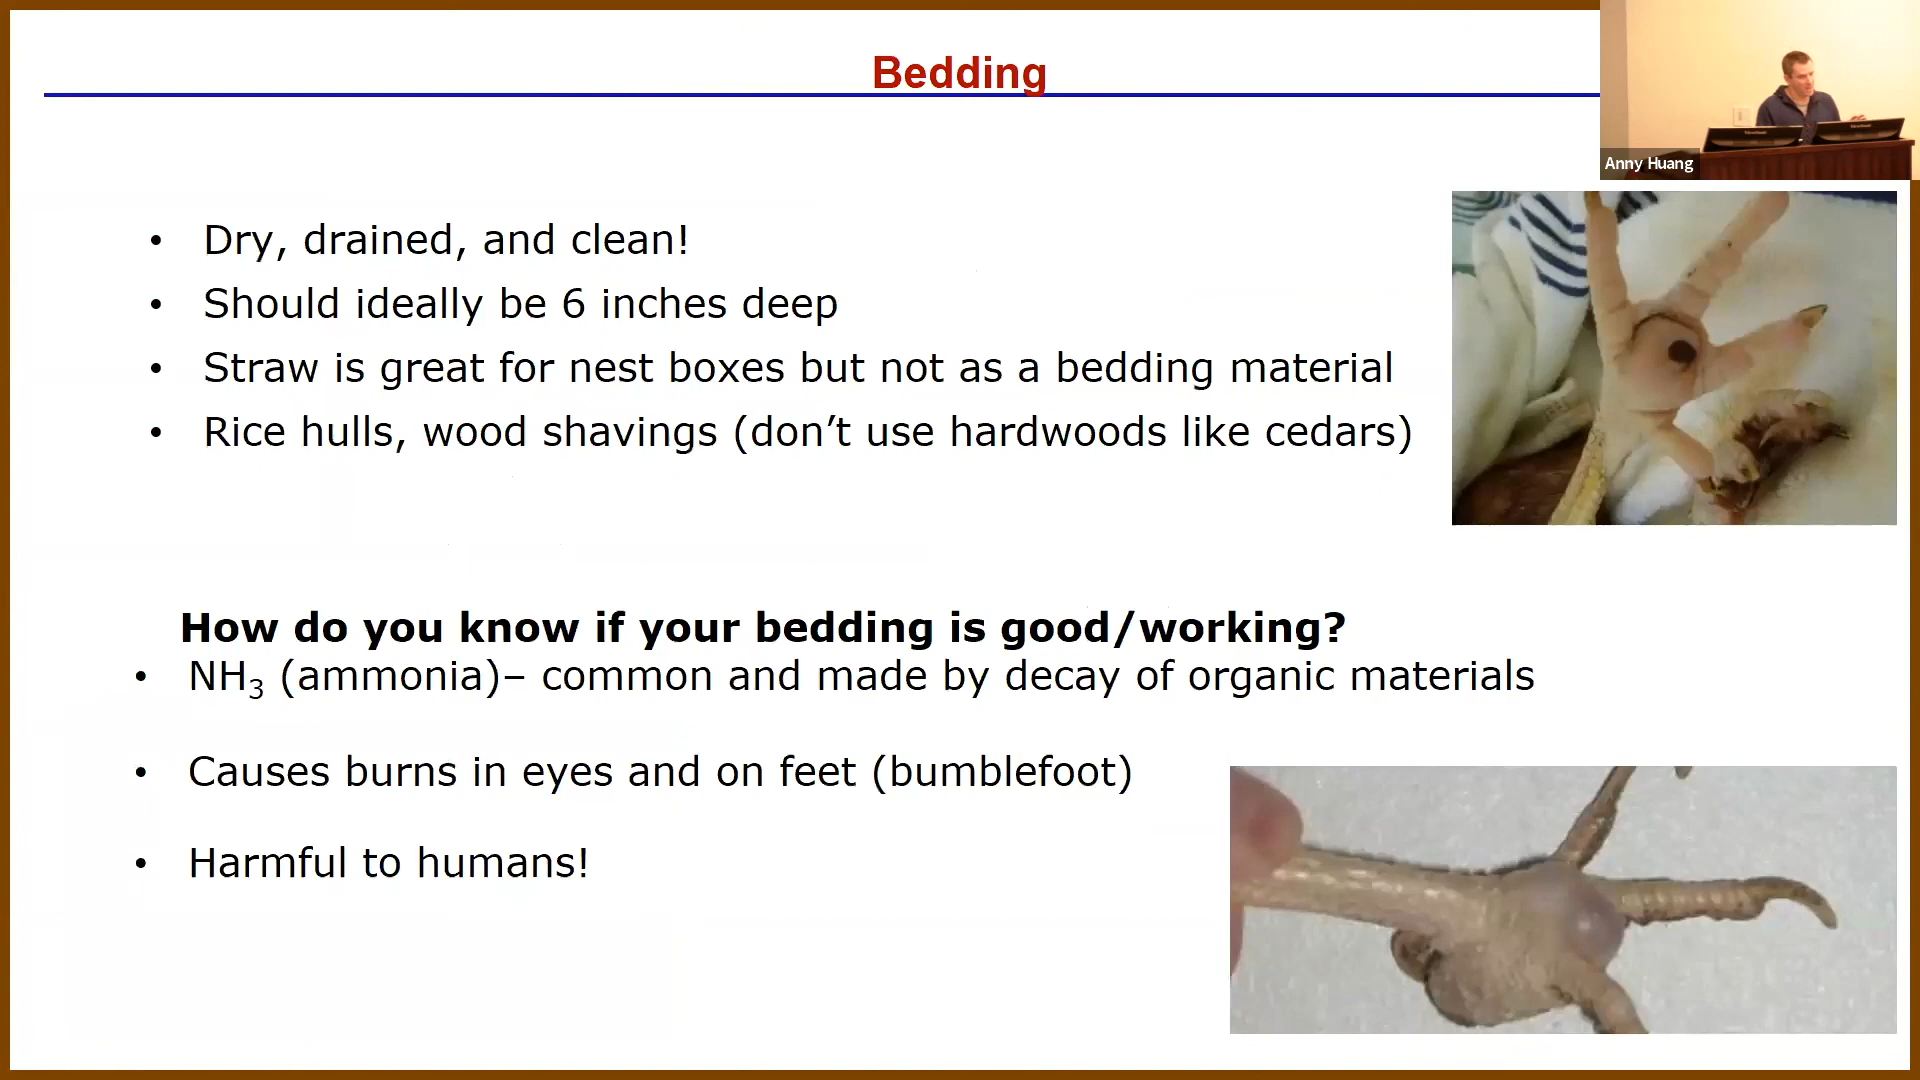 Bedding
Anny Huang
• Dry, drained, and clean!
• Should ideally be 6 inches deep
• Straw is great for nest boxes but not as a bedding material
• Rice hulls, wood shavings (don’t use hardwoods like cedars)
How do you know if your bedding is good/working?
• NH₃ (ammonia)– common and made by decay of organic materials
• Causes burns in eyes and on feet (bumblefoot)
• Harmful to humans!